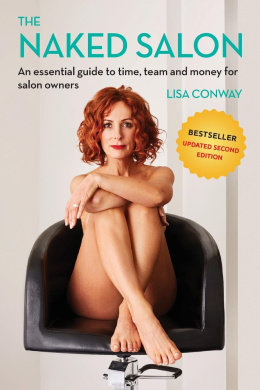 THE
NAKED SALON
An essential guide to time, team and money for
salon owners
LISA CONWAY
BESTSELLER
UPDATED SECOND
EDITION